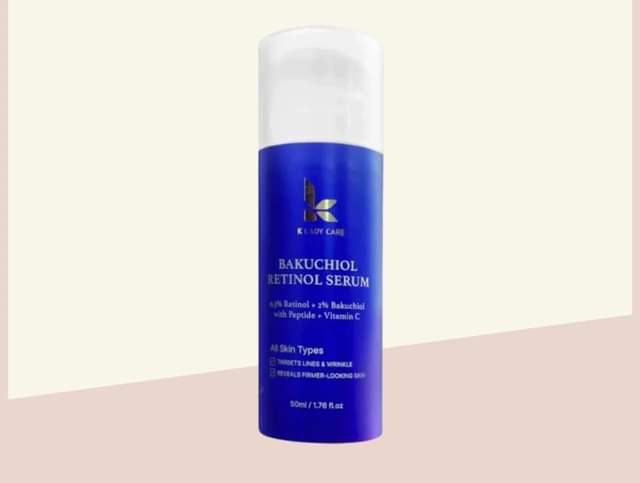 K LADY CARE
BAKUCHIOL
RETINOL SERUM
Retinol + 2% Bakuchiol
with Peptide + Vitamin C
All Skin Types
TARGETS LINES & WRINKLE
REVEALS FIRMER-LOOKING SKIN
50ml / 1.76 fl.oz